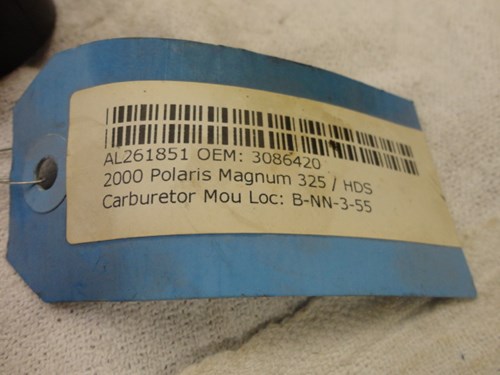 AL261851 OEM: 3086420
2000 Polaris Magnum 325 / HDS
Carburetor Mou Loc: B-NN-3-55